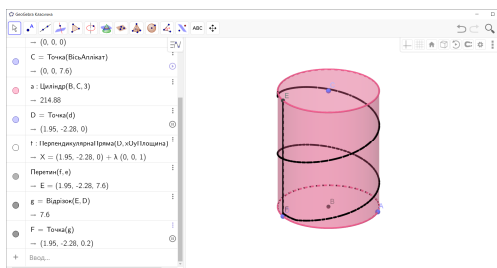 GeoGebra Класична
ABC
→ (0, 0, 0)
C = Точка(ВісьАплікат)
→ (0, 0, 7.6)
a : Циліндр(B, C, 3)
→ 214.88
D = Точка(d)
→ (1.95, -2.28, 0)
f : ПерпендикулярнаПряма(D, xOyПлощина)
→ X = (1.95, -2.28, 0) + λ (0, 0, 1)
Перетин(f, e)
→ E = (1.95, -2.28, 7.6)
g = Відрізок(E, D)
→ 7.6
F = Точка(g)
→ (1.95, -2.28, 0.2)
+ Ввод…
E
B
A
F